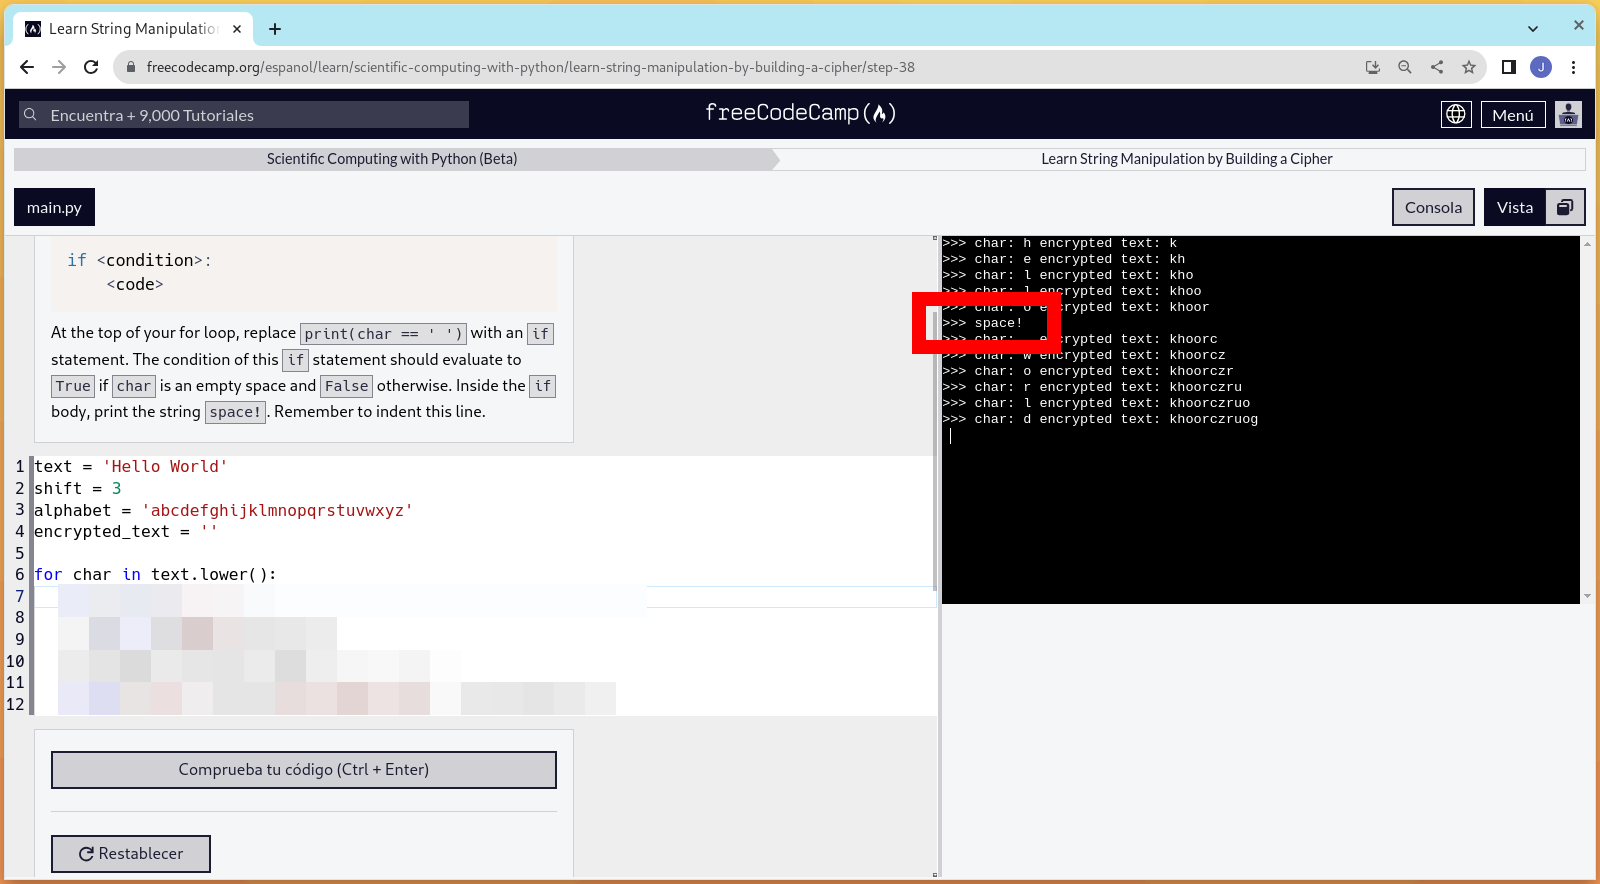 Learn String Manipulatio
freecodecamp.org/espanol/learn/scientific-computing-with-python/learn-string-manipulation-by-building-a-cipher/step-38
J
Encuentra + 9,000 Tutoriales
freeCodeCamp
Menú
Scientific Computing with Python (Beta)
Learn String Manipulation by Building a Cipher
main.py
Consola
Vista
if <condition>:
<code>
At the top of your for loop, replace print(char == ' ') with an if
statement. The condition of this if statement should evaluate to
True if char is an empty space and False otherwise. Inside the if
body, print the string space! . Remember to indent this line.
1 text = 'Hello World'
2 shift = 3
3 alphabet = 'abcdefghijklmnopqrstuvwxyz'
4 encrypted_text = ''
5
6 for char in text.lower():
7
8
9
10
11
12
Comprueba tu código (Ctrl + Enter)
Restablecer
>>> char: h encrypted text: k
>>> char: e encrypted text: kh
>>> char: l encrypted text: kho
>>> char: l encrypted text: khoo
>>> char: o encrypted text: khoor
>>> space!
>>> char:   encrypted text: khoorc
>>> char: w encrypted text: khoorcz
>>> char: o encrypted text: khoorczr
>>> char: r encrypted text: khoorczru
>>> char: l encrypted text: khoorczruo
>>> char: d encrypted text: khoorczruog